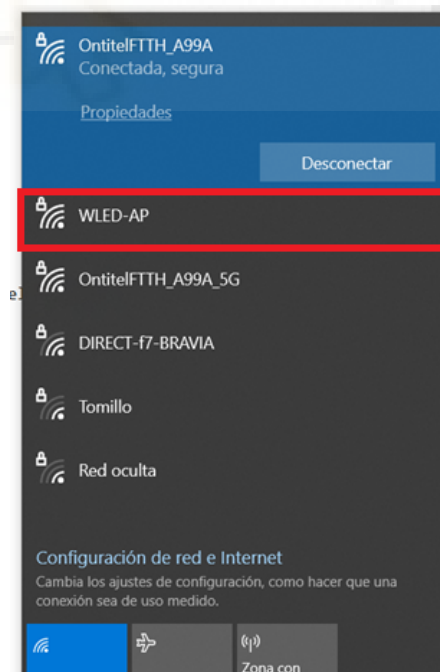 OntitelFTTH_A99A
Conectada, segura
Propiedades
Desconectar
WLED-AP
OntitelFTTH_A99A_5G
DIRECT-f7-BRAVIA
Tomillo
Red oculta
Configuración de red e Internet
Cambia los ajustes de configuración, como hacer que una
conexión sea de uso medido.
Zona con